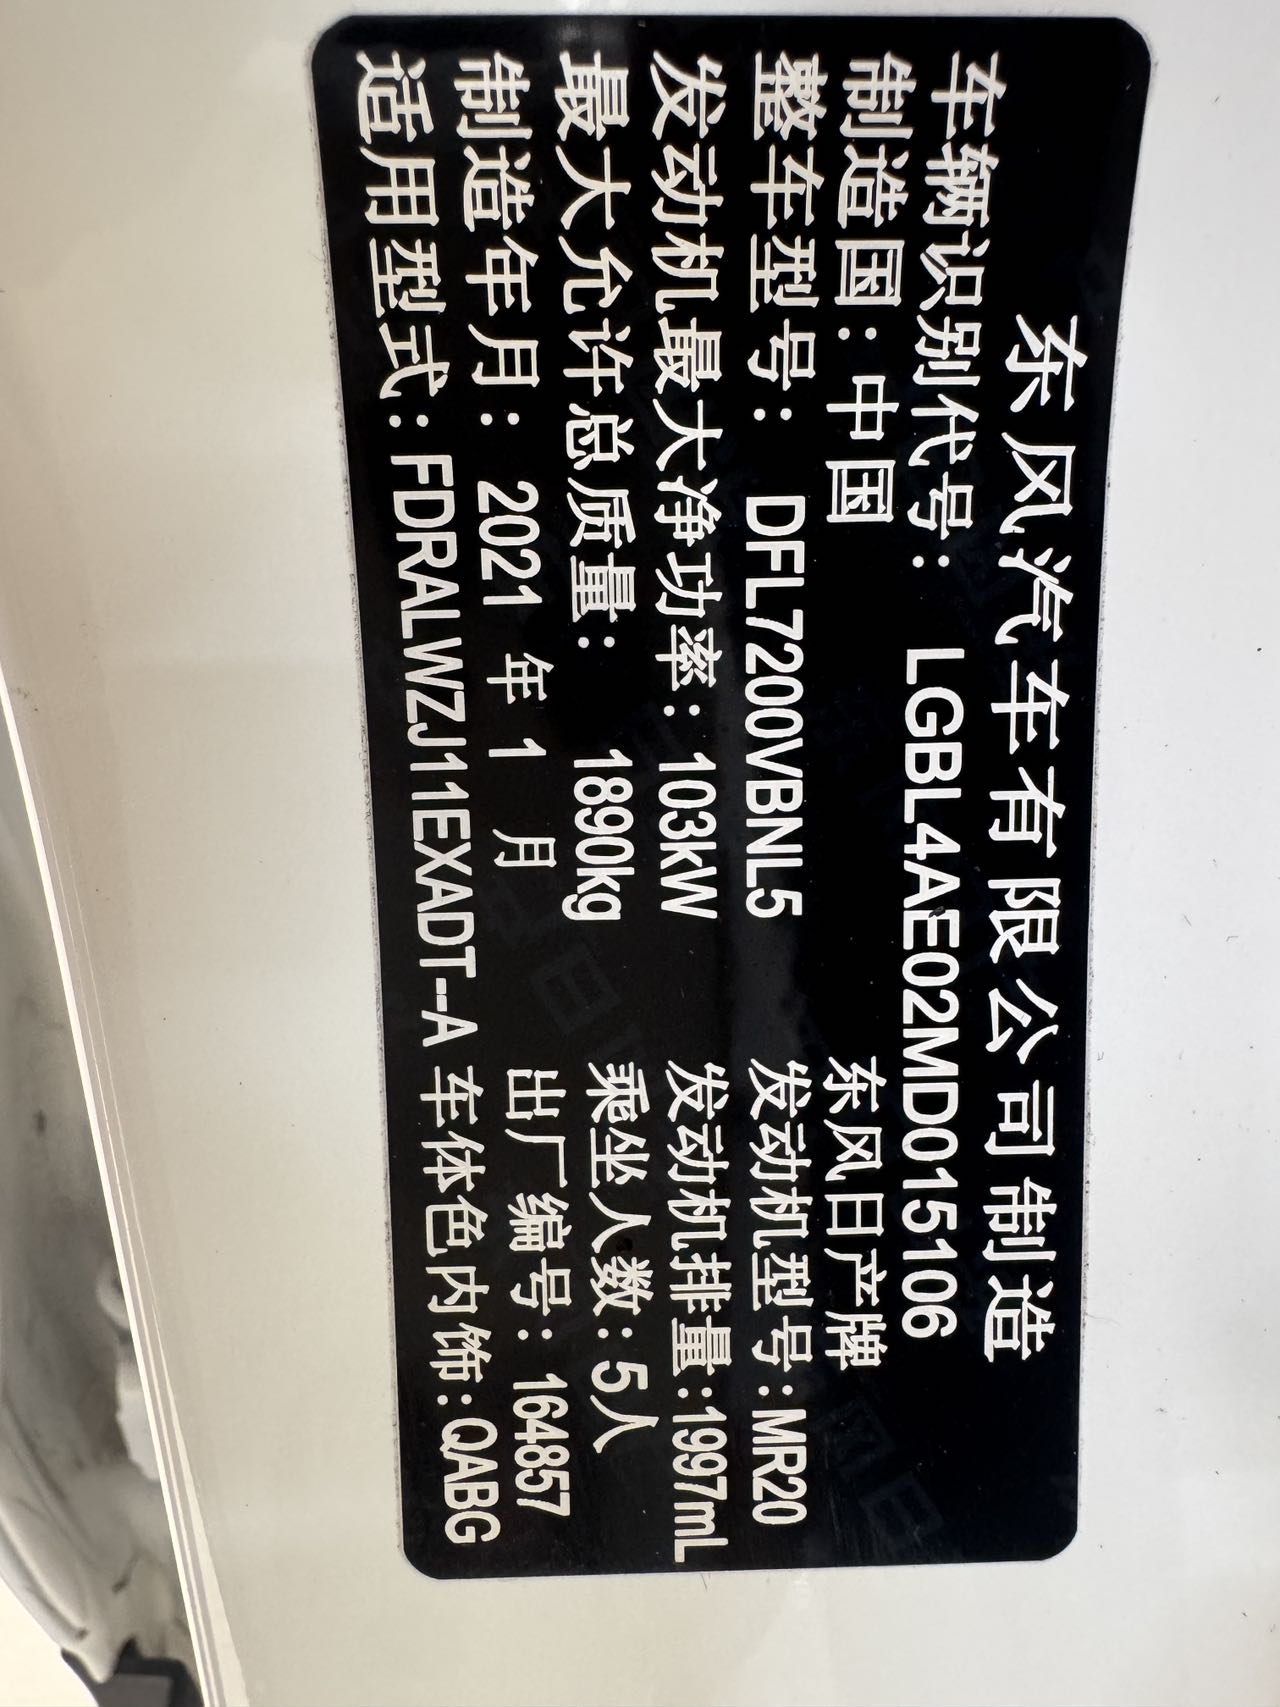 东风汽车有限公司制造
车辆识别代号: LGBL4AE02MD015106
制造国: 中国 东风日产牌
整车型号: DFL7200VBNL5 发动机型号:MR20
发动机最大净功率: 103kW 发动机排量:1997mL
最大允许总质量: 1890kg 乘坐人数:5人
制造年月: 2021 年 1 月 出厂编号: 164857
适用型式: FDRALWZJ11EXADT--A 车体色内饰:QABG